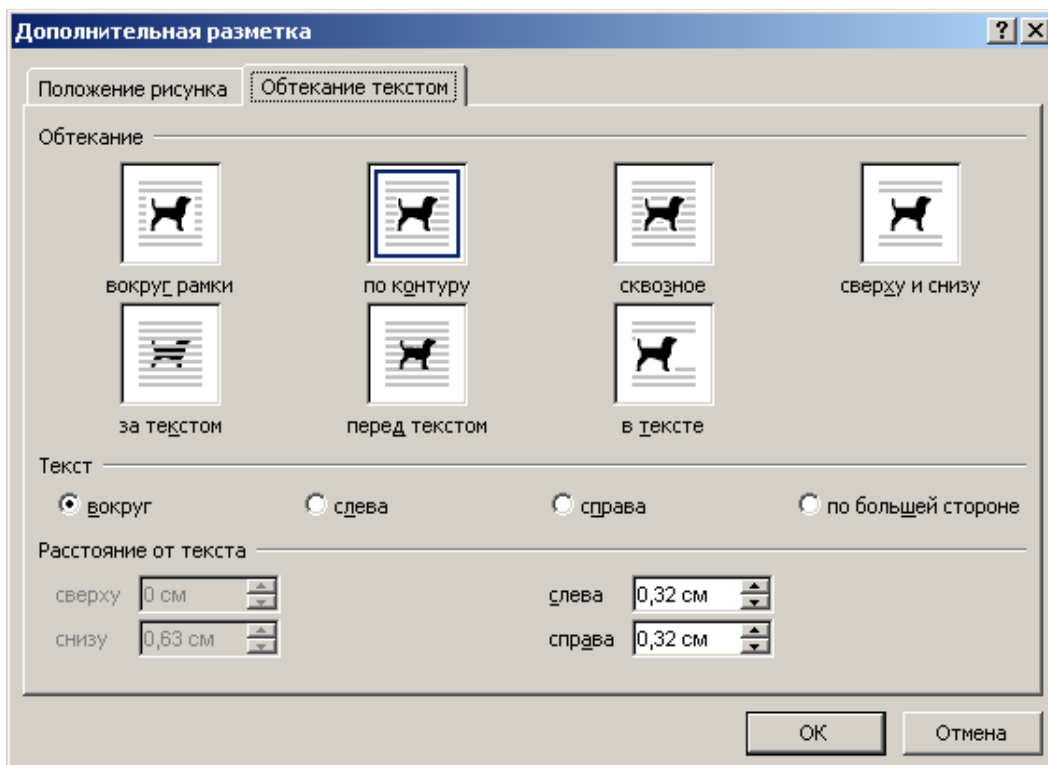 Дополнительная разметка
Положение рисунка Обтекание текстом
Обтекание
вокруг рамки по контуру сквозное сверху и снизу
за текстом перед текстом в тексте
Текст
вокруг слева справа по большей стороне
Расстояние от текста
сверху 0 см слева 0,32 см
снизу 0,63 см справа 0,32 см
ОК Отмена